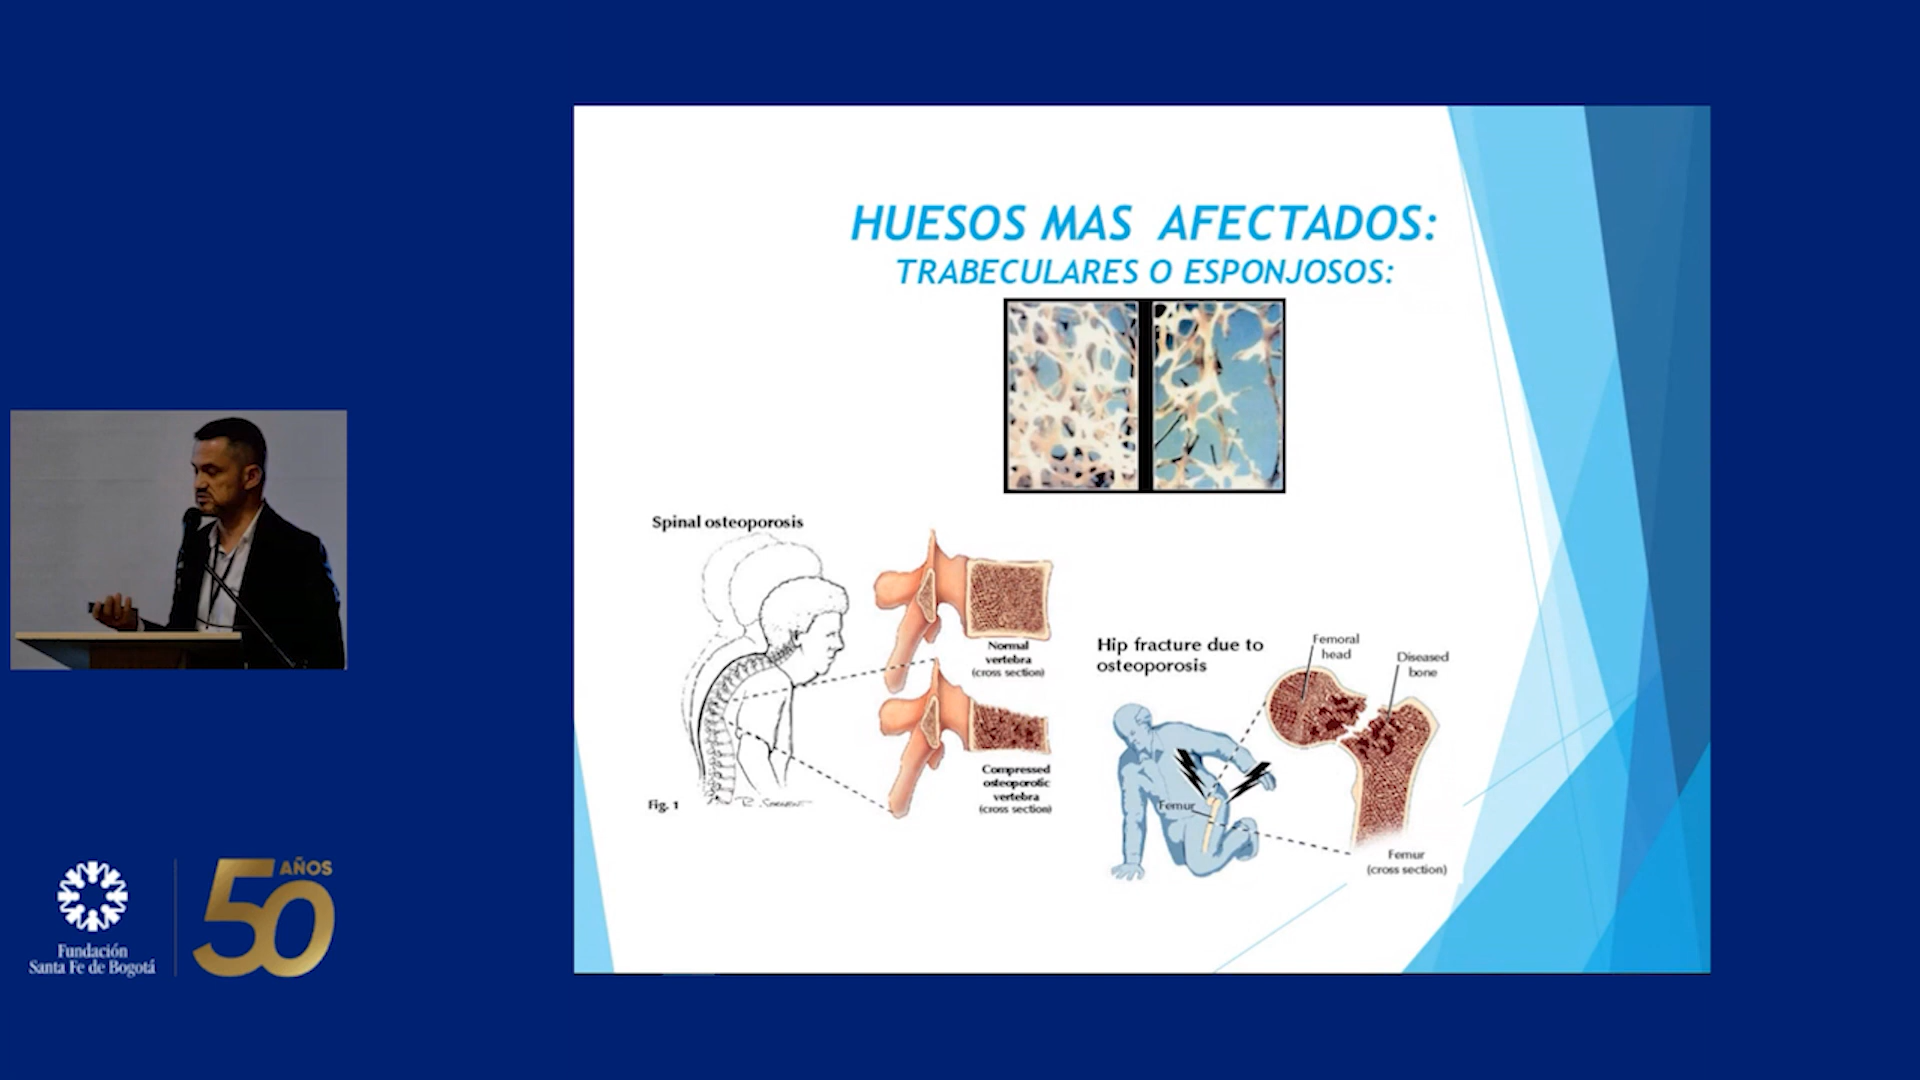 HUESOS MAS AFECTADOS:
TRABECULARES O ESPONJOSOS:
Spinal osteoporosis
Normal
vertebra
(cross section)
Compressed
osteoporotic
vertebra
(cross section)
Fig. 1
Hip fracture due to
osteoporosis
Femoral
head
Diseased
bone
Femur
Femur
(cross section)
Fundación
Santa Fe de Bogotá
50 AÑOS